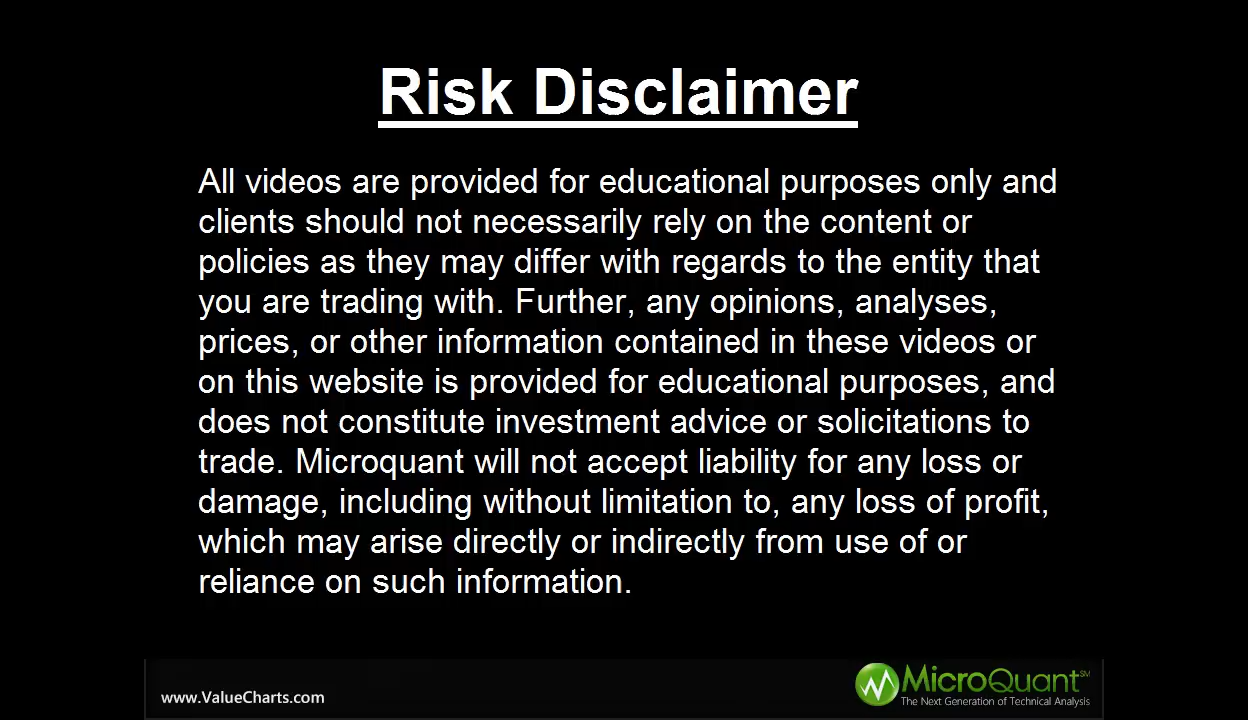 Risk Disclaimer
All videos are provided for educational purposes only and
clients should not necessarily rely on the content or
policies as they may differ with regards to the entity that
you are trading with. Further, any opinions, analyses,
prices, or other information contained in these videos or
on this website is provided for educational purposes, and
does not constitute investment advice or solicitations to
trade. Microquant will not accept liability for any loss or
damage, including without limitation to, any loss of profit,
which may arise directly or indirectly from use of or
reliance on such information.
www.ValueCharts.com
MicroQuant SM
The Next Generation of Technical Analysis